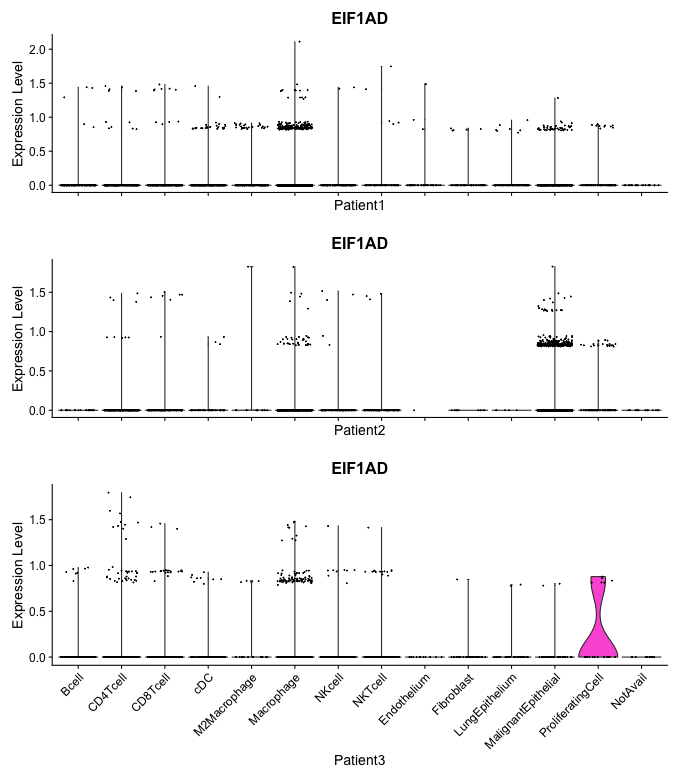 EIF1AD
Expression Level
2.0
1.5
1.0
0.5
0.0
Patient1
EIF1AD
Expression Level
1.5
1.0
0.5
0.0
Patient2
EIF1AD
Expression Level
1.5
1.0
0.5
0.0
Bcell
CD4Tcell
CD8Tcell
cDC
M2Macrophage
Macrophage
NKcell
NKTcell
Endothelium
Fibroblast
LungEpithelium
MalignantEpithelial
ProliferatingCell
NotAvail
Patient3